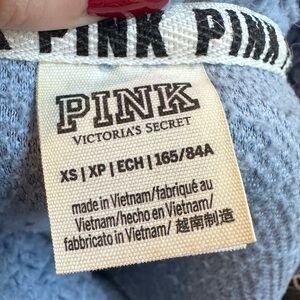 PINK PINK
PINK
VICTORIA'S SECRET
XS | XP | ECH | 165/84A
made in Vietnam/fabriqué au
Vietnam/hecho en Vietnam/
fabbricato in Vietnam/ 越南制造